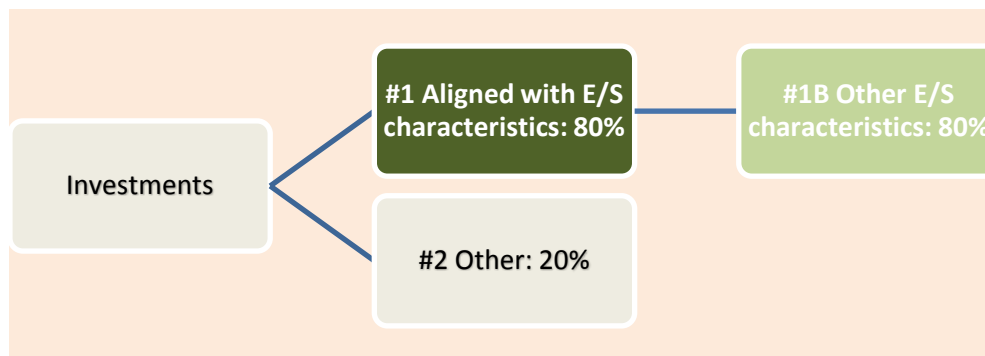 #1 Aligned with E/S
characteristics: 80%
#1B Other E/S
characteristics: 80%
Investments
#2 Other: 20%